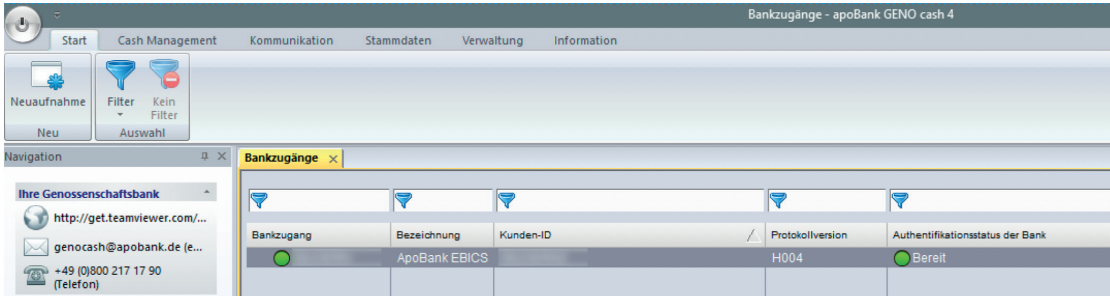 Bankzugänge - apoBank GENO cash 4
Start Cash Management Kommunikation Stammdaten Verwaltung Information
Neuaufnahme Filter Kein Filter
Neu Auswahl
Navigation
Bankzugänge
Ihre Genossenschaftsbank
http://get.teamviewer.com/...
genocash@apobank.de (e...
+49 (0)800 217 17 90
(Telefon)
Bankzugang Bezeichnung Kunden-ID Protokollversion Authentifikationsstatus der Bank
ApoBank EBICS H004 Bereit